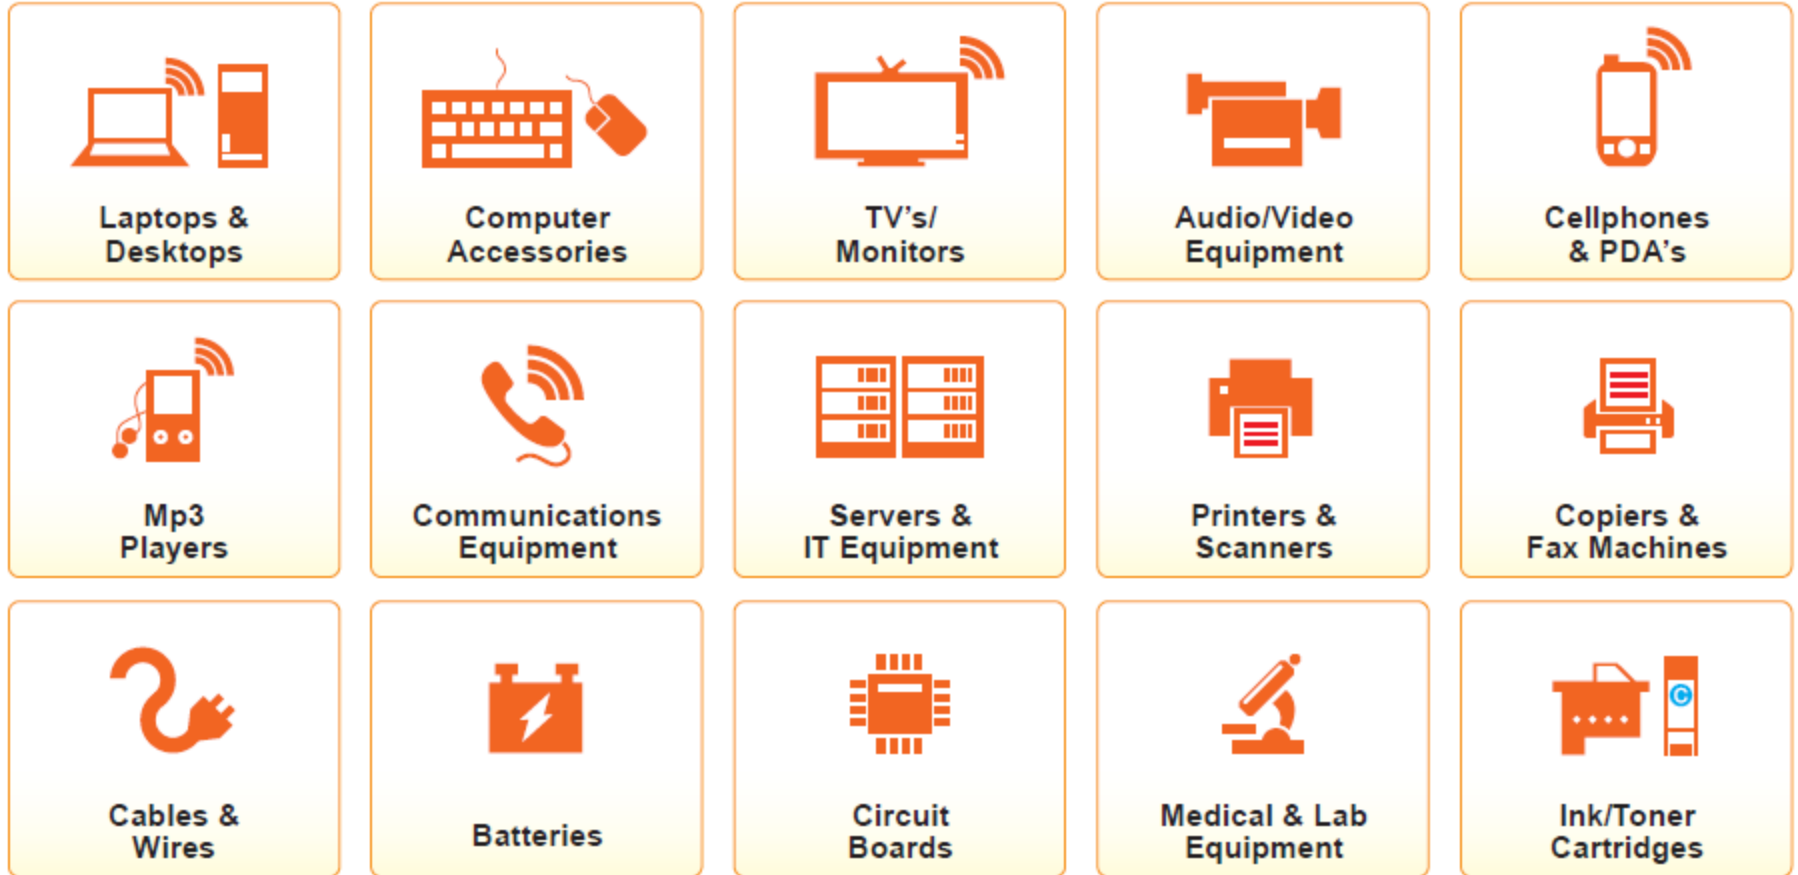 Laptops &
Desktops
Computer
Accessories
TV's/
Monitors
Audio/Video
Equipment
Cellphones
& PDA's
Mp3
Players
Communications
Equipment
Servers &
IT Equipment
Printers &
Scanners
Copiers &
Fax Machines
Cables &
Wires
Batteries
Circuit
Boards
Medical & Lab
Equipment
C
Ink/Toner
Cartridges